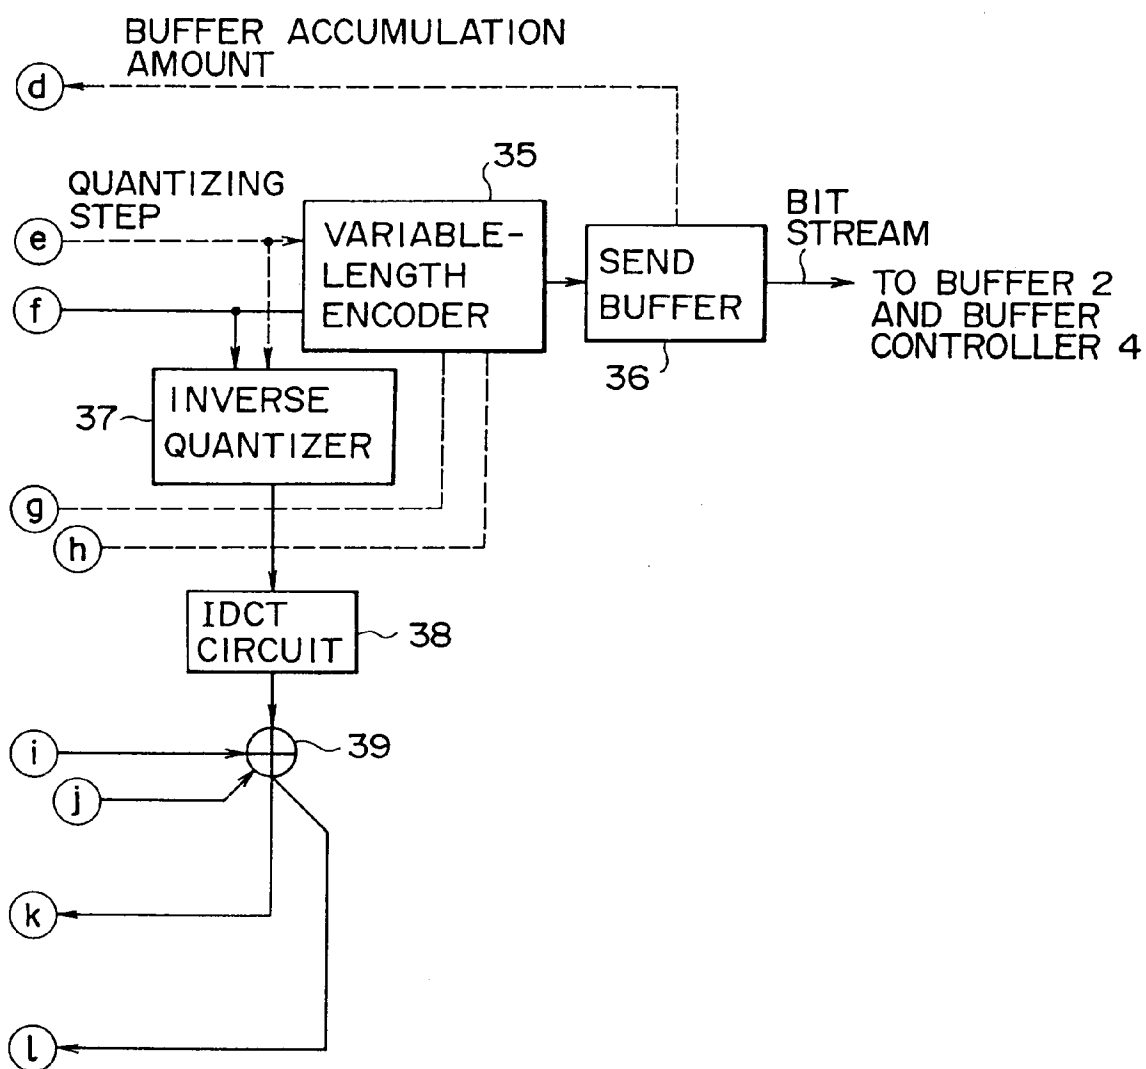 BUFFER ACCUMULATION
AMOUNT
d
35
QUANTIZING
STEP
e
VARIABLE-
LENGTH
ENCODER
SEND
BUFFER
BIT
STREAM
TO BUFFER 2
AND BUFFER
CONTROLLER 4
f
36
37
INVERSE
QUANTIZER
g
h
IDCT
CIRCUIT
38
i
39
j
k
l